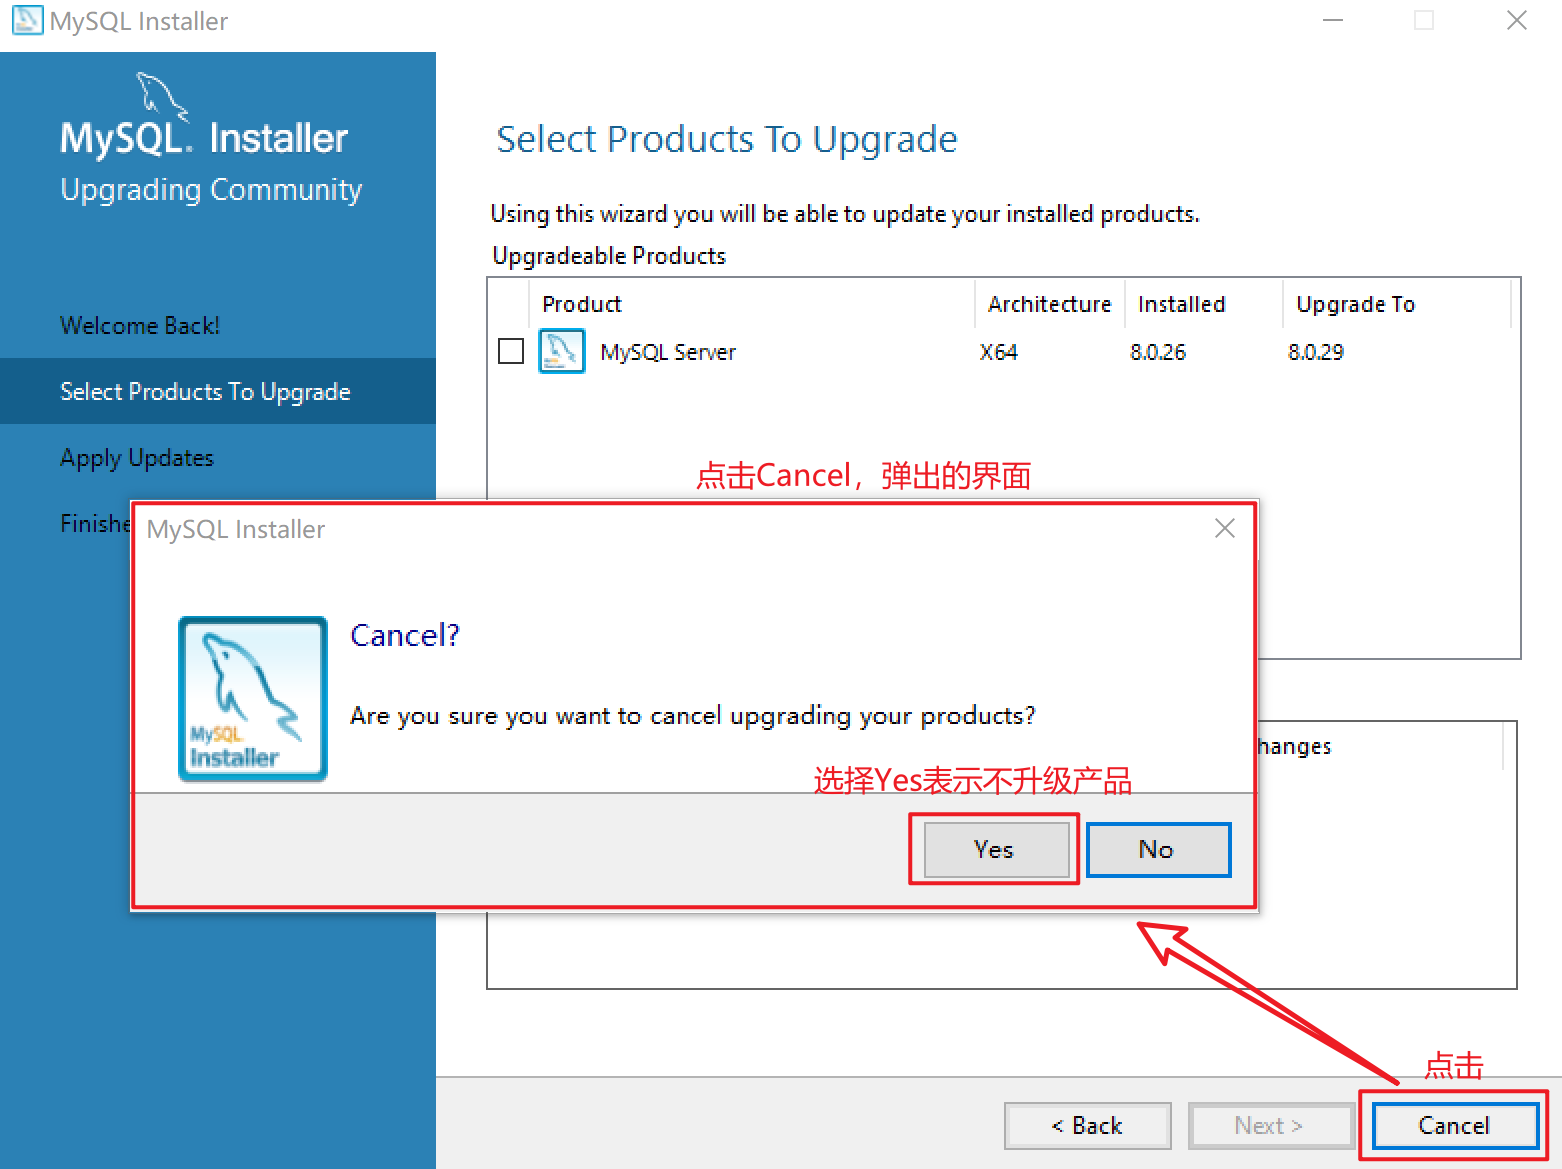 MySQL Installer
MySQL. Installer
Upgrading Community
Welcome Back!
Select Products To Upgrade
Apply Updates
Finishe
Select Products To Upgrade
Using this wizard you will be able to update your installed products.
Upgradeable Products
Product Architecture Installed Upgrade To
MySQL Server X64 8.0.26 8.0.29
点击Cancel，弹出的界面
MySQL Installer
MySQL
Installer
Cancel?
Are you sure you want to cancel upgrading your products?
选择Yes表示不升级产品
Yes No
hanges
点击
< Back Next > Cancel